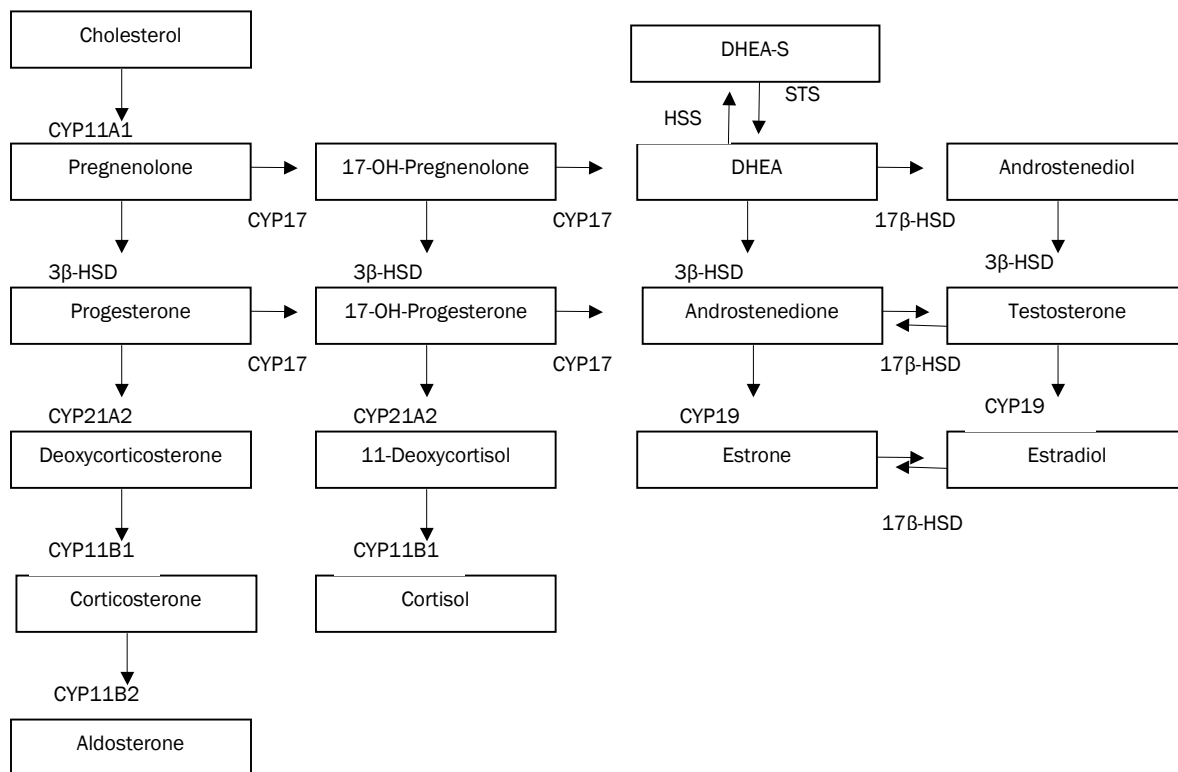 Cholesterol
DHEA-S
STS
HSS
CYP11A1
Pregnenolone
17-OH-Pregnenolone
DHEA
Androstenediol
CYP17
CYP17
17β-HSD
3β-HSD
3β-HSD
3β-HSD
3β-HSD
Progesterone
17-OH-Progesterone
Androstenedione
Testosterone
CYP17
CYP17
17β-HSD
CYP21A2
CYP21A2
CYP19
CYP19
Deoxycorticosterone
11-Deoxycortisol
Estrone
Estradiol
17ß-HSD
CYP11B1
CYP11B1
Corticosterone
Cortisol
CYP11B2
Aldosterone